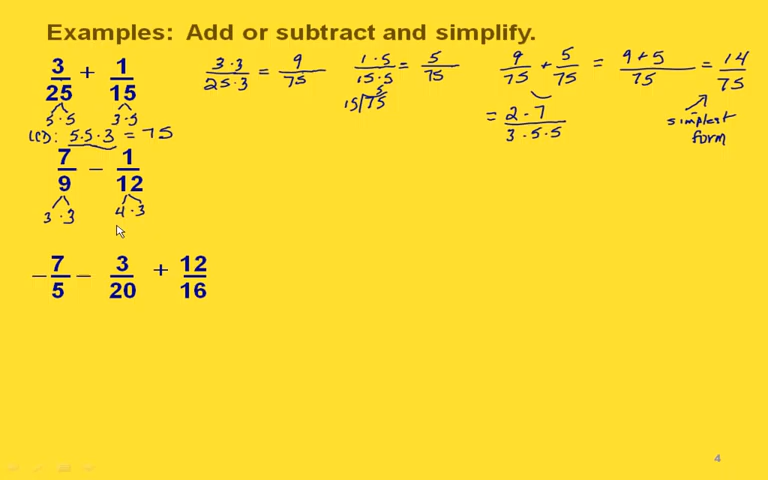 Examples: Add or subtract and simplify.
3/25 + 1/15
5·5 3·5
LCD: 5·5·3 = 75
3·3/25·3 = 9/75
1·5/15·5 = 5/75
5
15)75
9/75 + 5/75 = 9+5/75 = 14/75
= 2·7/3·5·5
simplest
form
7/9 − 1/12
3·3 4·3
−7/5 − 3/20 + 12/16
4